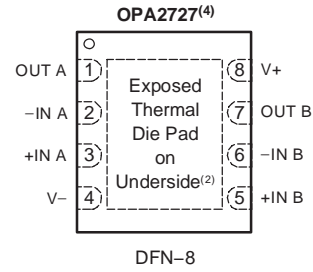 OPA2727(4)
OUT A 1 8 V+
−IN A 2 7 OUT B
+IN A 3 6 −IN B
V− 4 5 +IN B
Exposed
Thermal
Die Pad
on
Underside(2)
DFN−8